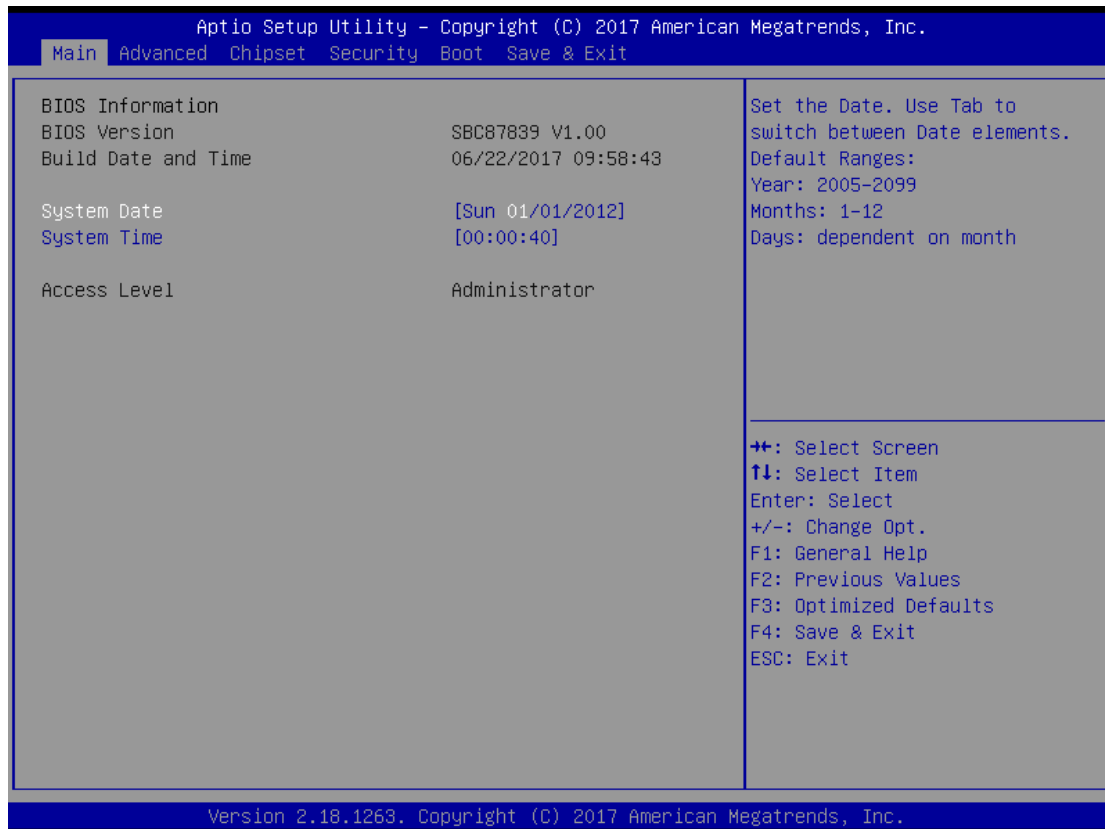 Aptio Setup Utility – Copyright (C) 2017 American Megatrends, Inc.
Main Advanced Chipset Security Boot Save & Exit
BIOS Information
BIOS Version SBC87839 V1.00
Build Date and Time 06/22/2017 09:58:43
System Date [Sun 01/01/2012]
System Time [00:00:40]
Access Level Administrator
Set the Date. Use Tab to
switch between Date elements.
Default Ranges:
Year: 2005-2099
Months: 1-12
Days: dependent on month
→←: Select Screen
↑↓: Select Item
Enter: Select
+/-: Change Opt.
F1: General Help
F2: Previous Values
F3: Optimized Defaults
F4: Save & Exit
ESC: Exit
Version 2.18.1263. Copyright (C) 2017 American Megatrends, Inc.